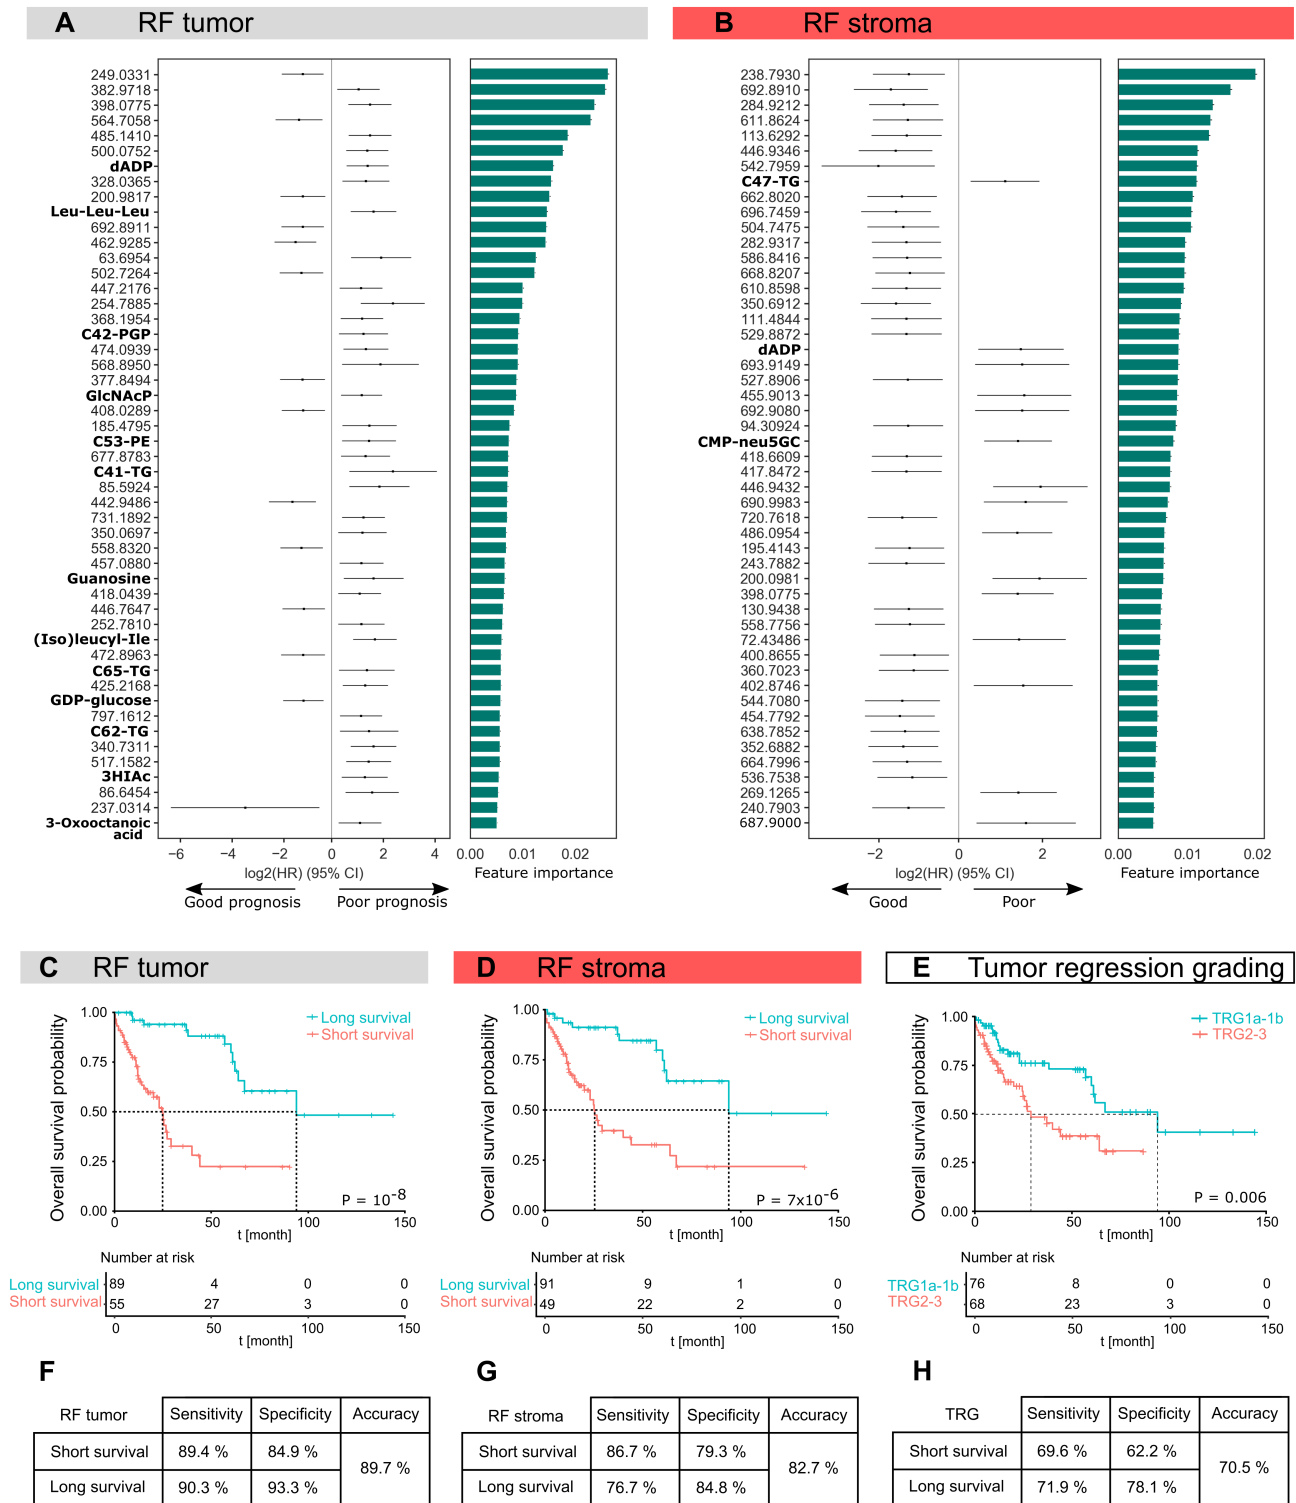 A RF tumor
249.0331
382.9718
398.0775
564.7058
485.1410
500.0752
dADP
328.0365
200.9817
Leu-Leu-Leu
692.8911
462.9285
63.6954
502.7264
447.2176
254.7885
368.1954
C42-PGP
474.0939
568.8950
377.8494
GlcNAcP
408.0289
185.4795
C53-PE
677.8783
C41-TG
85.5924
442.9486
731.1892
350.0697
558.8320
457.0880
Guanosine
418.0439
446.7647
252.7810
(Iso)leucyl-Ile
472.8963
C65-TG
425.2168
GDP-glucose
797.1612
C62-TG
340.7311
517.1582
3HIAc
86.6454
237.0314
3-Oxooctanoic
acid
−6 −4 −2 0 2 4
log2(HR) (95% CI)
Good prognosis Poor prognosis
0.00 0.01 0.02
Feature importance
B RF stroma
238.7930
692.8910
284.9212
611.8624
113.6292
446.9346
542.7959
C47-TG
662.8020
696.7459
504.7475
282.9317
586.8416
668.8207
610.8598
350.6912
111.4844
529.8872
dADP
693.9149
527.8906
455.9013
692.9080
94.30924
CMP-neu5GC
418.6609
417.8472
446.9432
690.9983
720.7618
486.0954
195.4143
243.7882
200.0981
398.0775
130.9438
558.7756
72.43486
400.8655
360.7023
402.8746
544.7080
454.7792
638.7852
352.6882
664.7996
536.7538
269.1265
240.7903
687.9000
−2 0 2
log2(HR) (95% CI)
Good Poor
0.00 0.01 0.02
Feature importance
C RF tumor
Overall survival probability
1.00
0.75
0.50
0.25
0.00
Long survival
Short survival
P = 10-8
0 50 100 150
t [month]
Number at risk
Long survival 89 4 0 0
Short survival 55 27 3 0
0 50 100 150
t [month]
D RF stroma
Overall survival probability
1.00
0.75
0.50
0.25
0.00
Long survival
Short survival
P = 7x10-6
0 50 100 150
t [month]
Number at risk
Long survival 91 9 1 0
Short survival 49 22 2 0
0 50 100 150
t [month]
E Tumor regression grading
Overall survival probability
1.00
0.75
0.50
0.25
0.00
TRG1a-1b
TRG2-3
P = 0.006
0 50 100 150
t [month]
Number at risk
TRG1a-1b 76 8 0 0
TRG2-3 68 23 3 0
0 50 100 150
t [month]
F
RF tumor Sensitivity Specificity Accuracy
Short survival 89.4 % 84.9 % 89.7 %
Long survival 90.3 % 93.3 %
G
RF stroma Sensitivity Specificity Accuracy
Short survival 86.7 % 79.3 % 82.7 %
Long survival 76.7 % 84.8 %
H
TRG Sensitivity Specificity Accuracy
Short survival 69.6 % 62.2 % 70.5 %
Long survival 71.9 % 78.1 %